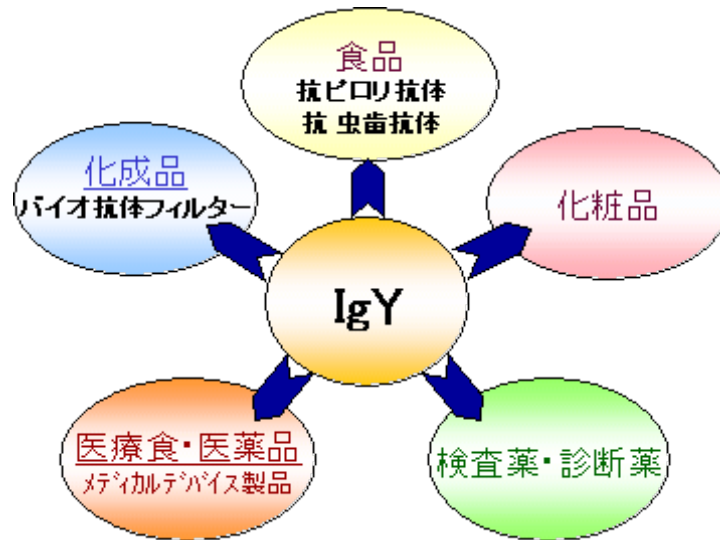 食品
抗ピロリ抗体
抗 虫歯抗体
化成品
バイオ抗体フィルター
化粧品
IgY
医療食・医薬品
メディカルデバイス製品
検査薬・診断薬